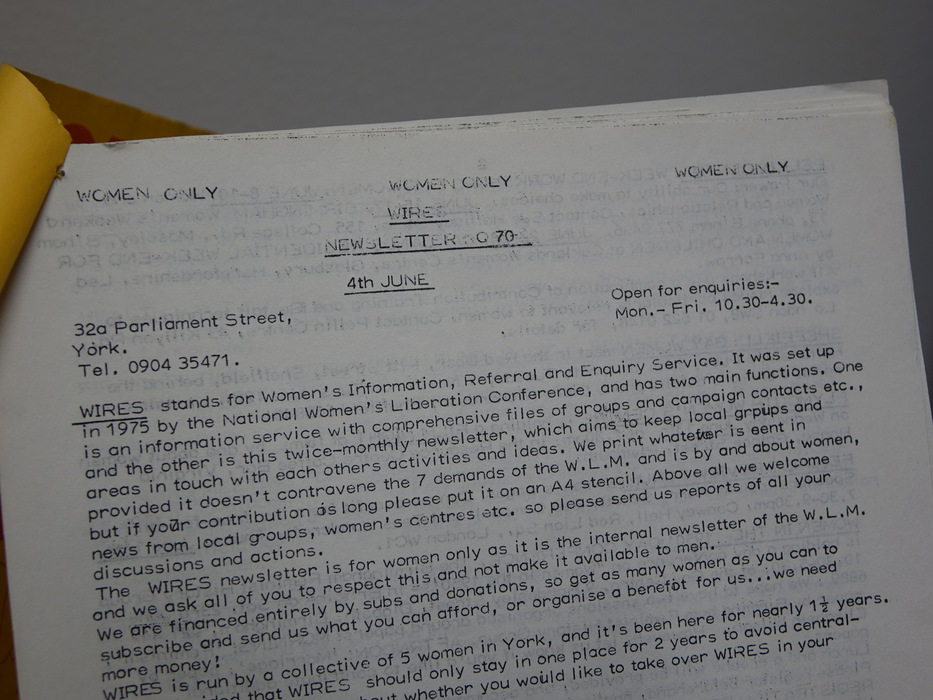 WOMEN ONLY WOMEN ONLY WOMEN ONLY
WIRES
NEWSLETTER NO 70
4th JUNE
Open for enquiries:-
Mon.- Fri. 10.30-4.30.
32a Parliament Street,
York.
Tel. 0904 35471.
WIRES stands for Women's Information, Referral and Enquiry Service. It was set up
in 1975 by the National Women's Liberation Conference, and has two main functions. One
is an information service with comprehensive files of groups and campaign contacts etc.,
and the other is this twice-monthly newsletter, which aims to keep local groups and
areas in touch with each others activities and ideas. We print whatever is sent in
provided it doesn't contravene the 7 demands of the W.L.M. and is by and about women,
but if your contribution is long please put it on an A4 stencil. Above all we welcome
news from local groups, women's centres etc. so please send us reports of all your
discussions and actions.
The WIRES newsletter is for women only as it is the internal newsletter of the W.L.M.
and we ask all of you to respect this and not make it available to men.
We are financed entirely by subs and donations, so get as many women as you can to
subscribe and send us what you can afford, or organise a benefit for us...we need
more money!
WIRES is run by a collective of 5 women in York, and it's been here for nearly 1½ years.
that WIRES should only stay in one place for 2 years to avoid central-
whether you would like to take over WIRES in your